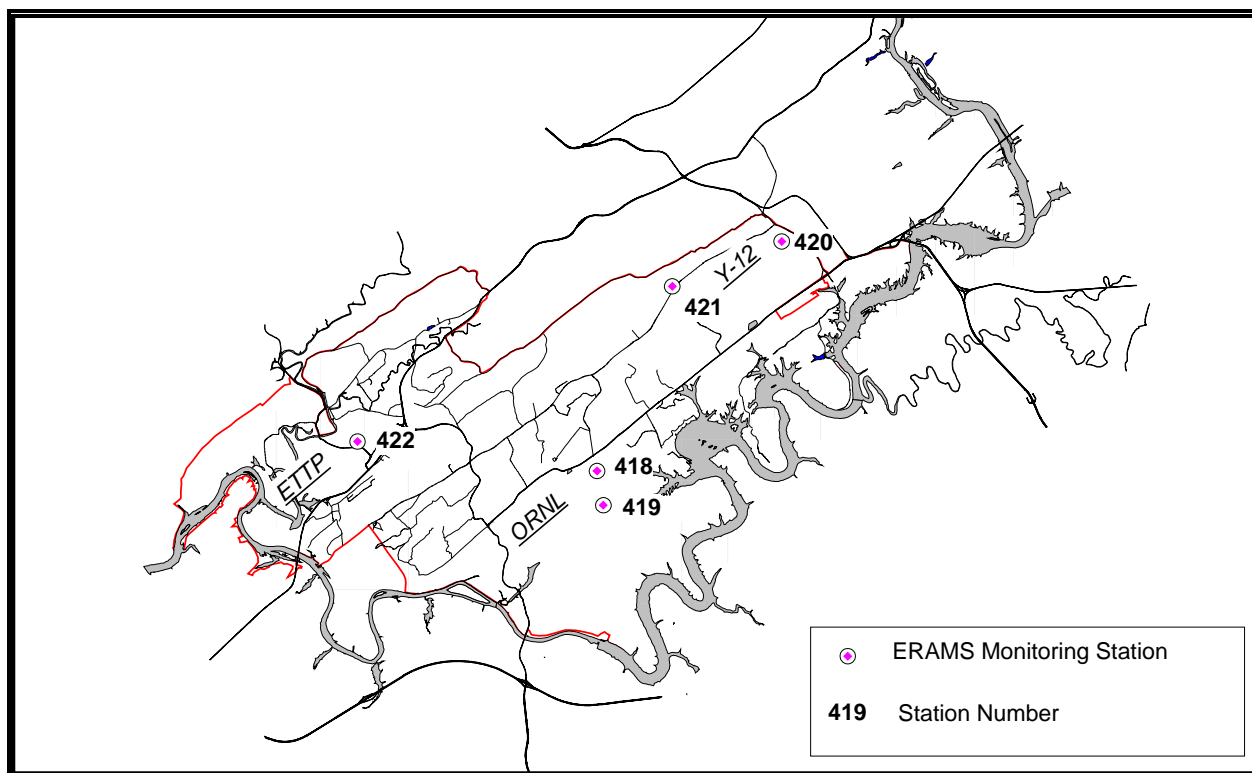 420
Y-12
421
422
418
ETTP
419
ORNL
ERAMS Monitoring Station
419 Station Number